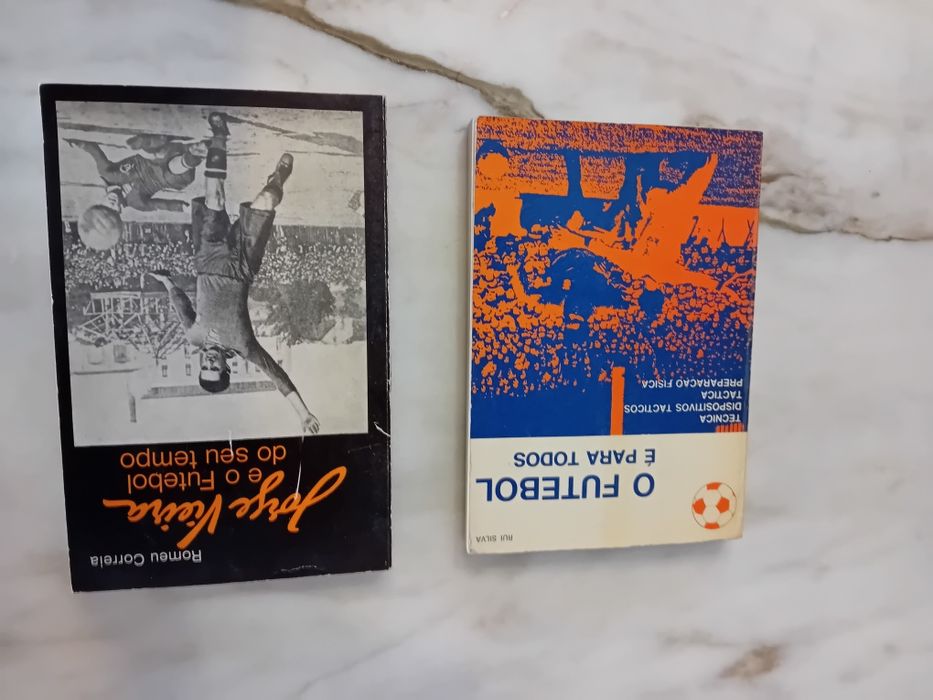 Romeu Correia
Jorge Vieira
e o Futebol
do seu tempo
RUI SILVA
O FUTEBOL
É PARA TODOS
TECNICA
DISPOSITIVOS TACTICOS
TACTICA
PREPARAÇÃO FISICA